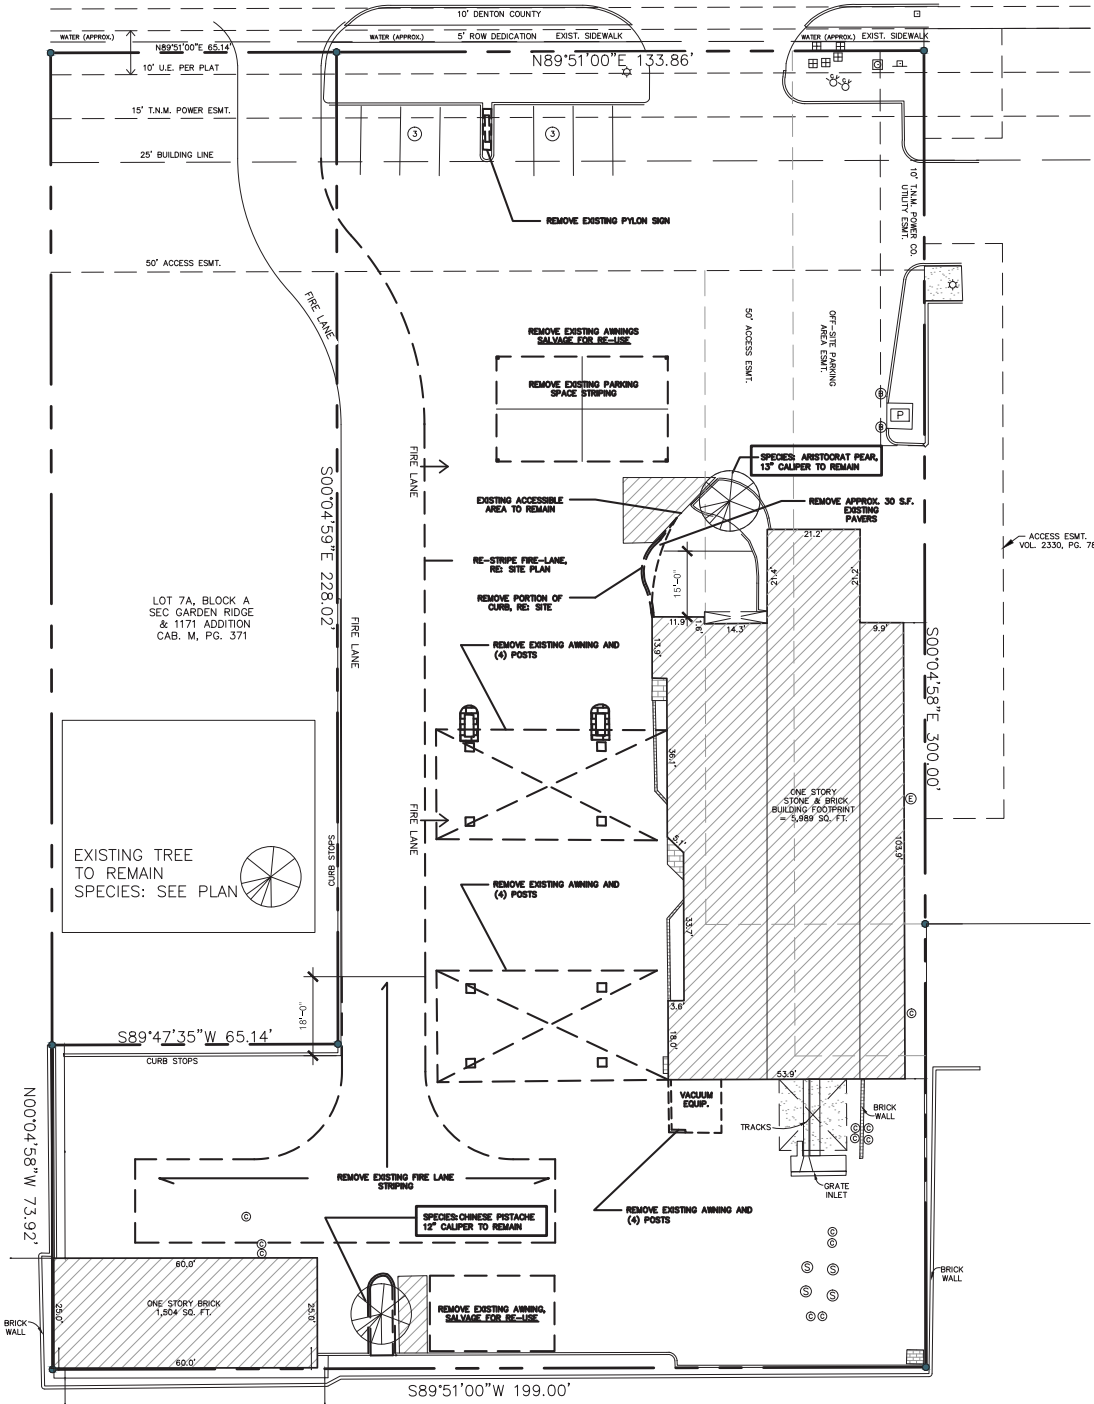 10' DENTON COUNTY
WATER (APPROX.)
WATER (APPROX.)
5' ROW DEDICATION
EXIST. SIDEWALK
WATER (APPROX.)
EXIST. SIDEWALK
N89°51'00"E 65.14'
N89°51'00"E 133.86'
10' U.E. PER PLAT
15' T.N.M. POWER ESMT.
3
3
25' BUILDING LINE
10' T.N.M. POWER CO.
UTILITY ESMT.
REMOVE EXISTING PYLON SIGN
50' ACCESS ESMT.
FIRE LANE
50' ACCESS ESMT.
OFF-SITE PARKING
AREA ESMT.
REMOVE EXISTING AWNINGS
SALVAGE FOR RE-USE
REMOVE EXISTING PARKING
SPACE STRIPING
P
FIRE LANE
SPECIES: ARISTOCRAT PEAR,
13" CALIPER TO REMAIN
S00°04'59"E 228.02'
EXISTING ACCESSIBLE
AREA TO REMAIN
REMOVE APPROX. 30 S.F.
EXISTING
PAVERS
ACCESS ESMT.
VOL. 2330, PG. 78
21.2'
RE-STRIPE FIRE-LANE,
RE: SITE PLAN
15'-0"
21.4'
21.2'
REMOVE PORTION OF
CURB, RE: SITE
LOT 7A, BLOCK A
SEC GARDEN RIDGE
& 1171 ADDITION
CAB. M, PG. 371
FIRE LANE
11.9'
1.6'
14.3'
9.9'
13.9'
REMOVE EXISTING AWNING AND
(4) POSTS
S00°04'58"E 300.00'
36.1'
ONE STORY
STONE & BRICK
BUILDING FOOTPRINT
= 5,989 SQ. FT.
E
FIRE LANE
5.1'
103.9'
EXISTING TREE
TO REMAIN
SPECIES: SEE PLAN
CURB STOPS
REMOVE EXISTING AWNING AND
(4) POSTS
33.7'
18'-0"
3.6'
C
S89°47'35"W 65.14'
18.0'
CURB STOPS
53.9'
VACUUM
EQUIP.
N00°04'58"W 73.92'
TRACKS
BRICK
WALL
C
C
C
C
REMOVE EXISTING FIRE LANE
STRIPING
GRATE
INLET
SPECIES: CHINESE PISTACHE
12" CALIPER TO REMAIN
REMOVE EXISTING AWNING AND
(4) POSTS
C
C
C
C
C
60.0'
S
S
BRICK
WALL
S
S
25.0'
ONE STORY BRICK
1,504 SQ. FT.
25.0'
REMOVE EXISTING AWNING,
SALVAGE FOR RE-USE
C
C
BRICK
WALL
60.0'
S89°51'00"W 199.00'